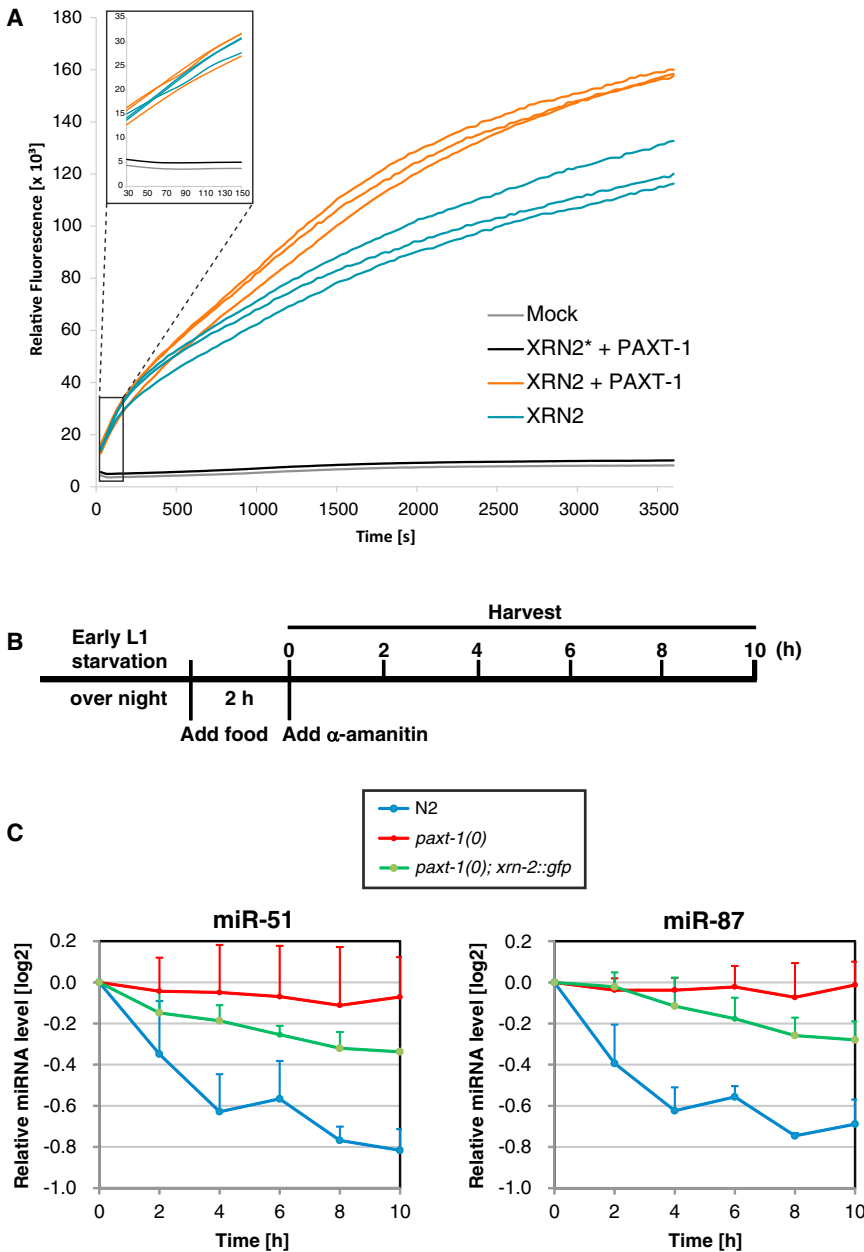 A
Relative Fluorescence [x 10³]
180
160
140
120
100
80
60
40
20
0
0 500 1000 1500 2000 2500 3000 3500
Time [s]
35
30
25
20
15
10
5
0
30 50 70 90 110 130 150
Mock
XRN2* + PAXT-1
XRN2 + PAXT-1
XRN2
B
Harvest
Early L1
starvation
0 2 4 6 8 10 (h)
over night 2 h
Add food Add α-amanitin
C
N2
paxt-1(0)
paxt-1(0); xrn-2::gfp
miR-51
Relative miRNA level [log2]
0.2
0.0
-0.2
-0.4
-0.6
-0.8
-1.0
0 2 4 6 8 10
Time [h]
miR-87
Relative miRNA level [log2]
0.2
0.0
-0.2
-0.4
-0.6
-0.8
-1.0
0 2 4 6 8 10
Time [h]